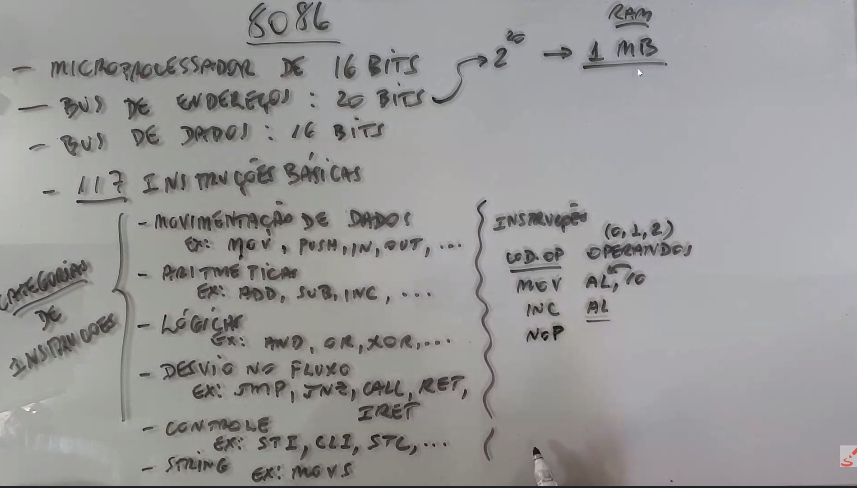 8086
- MICROPROCESSADOR DE 16 BITS
- BUS DE ENDEREÇOS : 20 BITS → 2^20 → 1 MB
RAM
- BUS DE DADOS : 16 BITS
- 117 INSTRUÇÕES BÁSICAS
CATEGORIAS
DE
INSTRUÇÕES
- MOVIMENTAÇÃO DE DADOS
EX: MOV, PUSH, IN, OUT, ...
- ARITMETICAS
EX: ADD, SUB, INC, ...
- LÓGICAS
EX: AND, OR, XOR, ...
- DESVIO NO FLUXO
EX: JMP, JNZ, CALL, RET,
IRET
- CONTROLE
EX: STI, CLI, STC, ...
- STRING
EX: MOVS
INSTRUÇÃO
(0, 1, 2)
COD. OP OPERANDOS
MOV AL, 10
INC AL
NOP